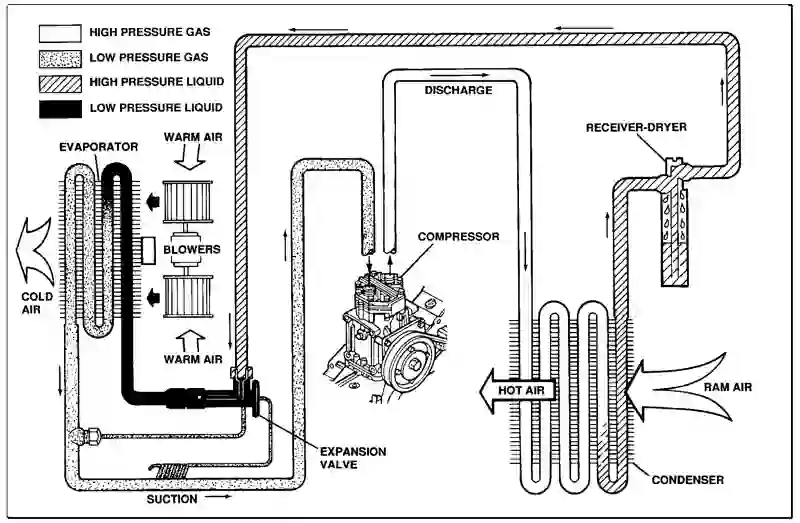 HIGH PRESSURE GAS
LOW PRESSURE GAS
HIGH PRESSURE LIQUID
LOW PRESSURE LIQUID
DISCHARGE
RECEIVER-DRYER
EVAPORATOR
WARM AIR
COMPRESSOR
BLOWERS
COLD
AIR
WARM AIR
HOT AIR
RAM AIR
EXPANSION
VALVE
CONDENSER
SUCTION